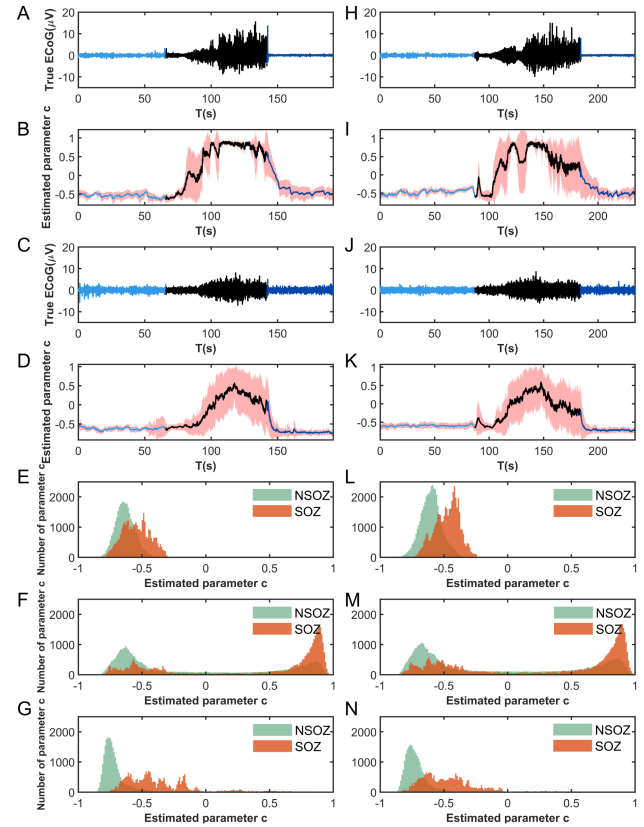 A
True ECoG(μV)
20
10
0
-10
0
50
100
150
T(s)
H
20
10
0
-10
0
50
100
150
200
T(s)
B
Estimated parameter c
1
0.5
0
-0.5
0
50
100
150
T(s)
I
1
0.5
0
-0.5
0
50
100
150
200
T(s)
C
True ECoG(μV)
20
10
0
-10
0
50
100
150
T(s)
J
20
10
0
-10
0
50
100
150
200
T(s)
D
Estimated parameter c
1
0.5
0
-0.5
0
50
100
150
T(s)
K
1
0.5
0
-0.5
0
50
100
150
200
T(s)
E
Number of parameter c
2000
1000
0
-1
-0.5
0
0.5
1
Estimated parameter c
NSOZ
SOZ
L
2000
1000
0
-1
-0.5
0
0.5
1
Estimated parameter c
NSOZ
SOZ
F
Number of parameter c
2000
1000
0
-1
-0.5
0
0.5
1
Estimated parameter c
NSOZ
SOZ
M
2000
1000
0
-1
-0.5
0
0.5
1
Estimated parameter c
NSOZ
SOZ
G
Number of parameter c
2000
1000
0
-1
-0.5
0
0.5
1
Estimated parameter c
NSOZ
SOZ
N
2000
1000
0
-1
-0.5
0
0.5
1
Estimated parameter c
NSOZ
SOZ